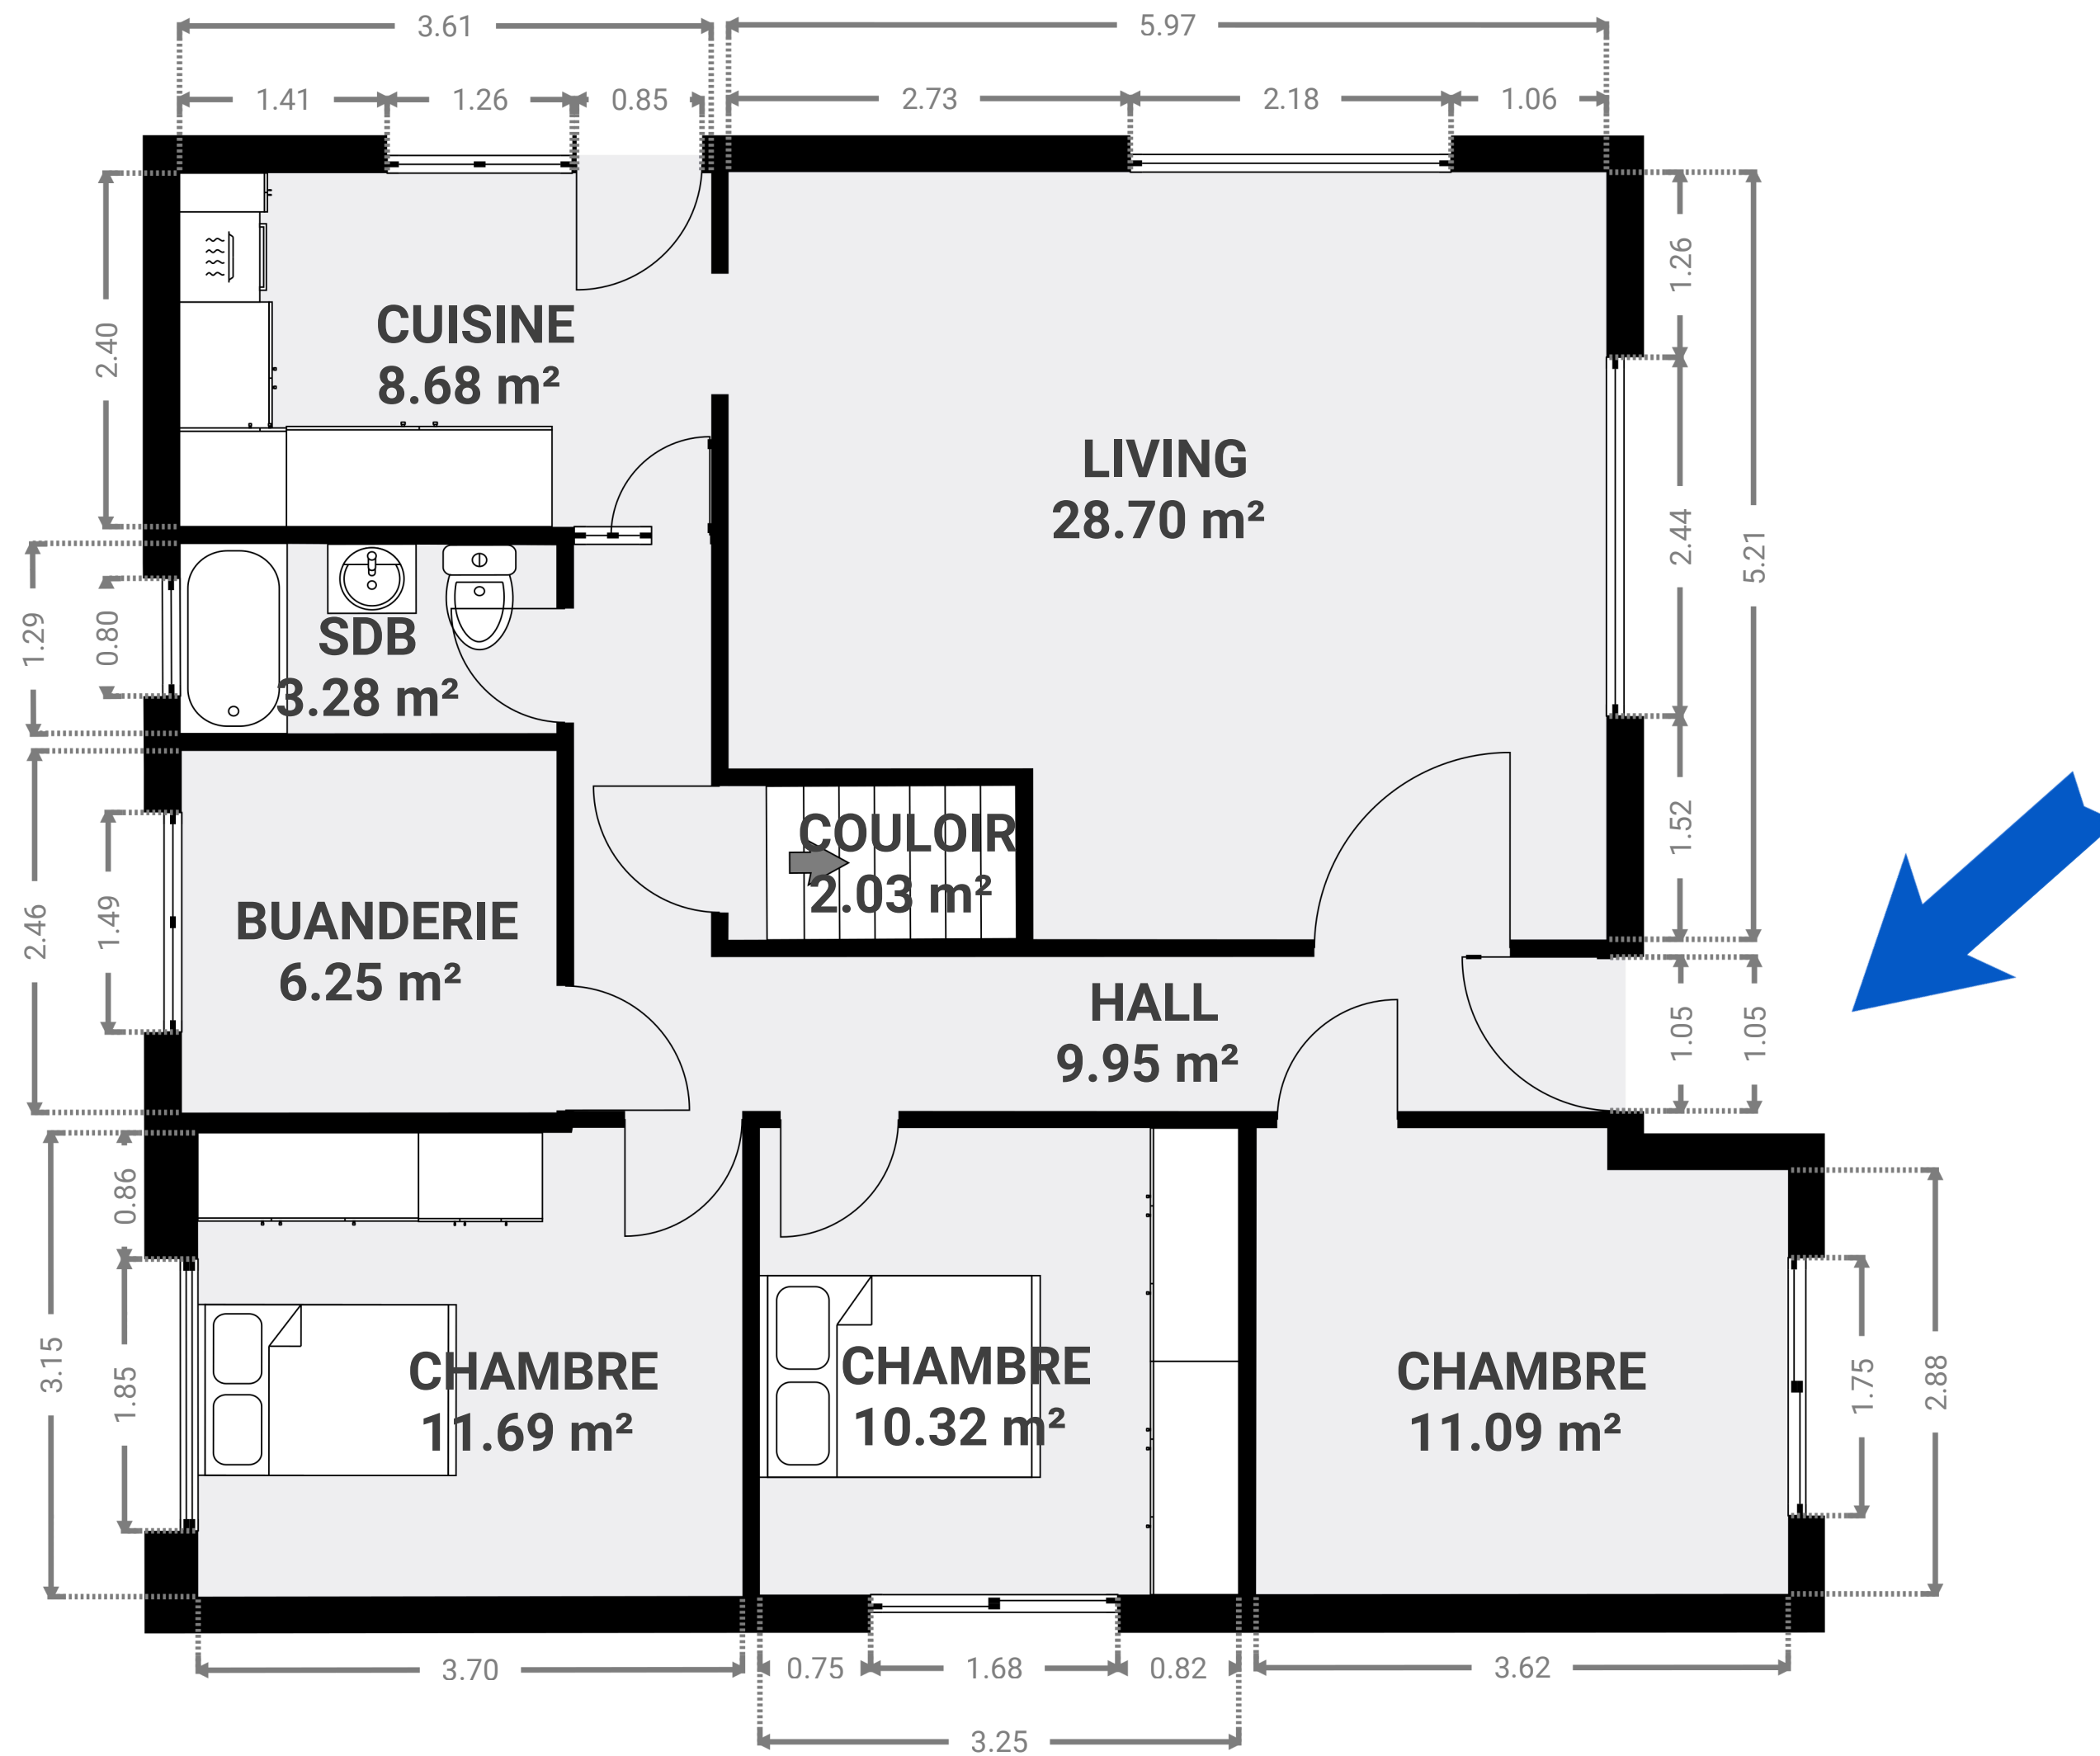 3.61
5.97
1.41
1.26
0.85
2.73
2.18
1.06
1.26
2.40
CUISINE
8.68 m²
LIVING
28.70 m²
2.44
5.21
1.29
0.80
SDB
3.28 m²
COULOIR
2.03 m²
1.52
2.46
1.49
BUANDERIE
6.25 m²
HALL
9.95 m²
1.05
1.05
0.86
3.15
1.85
CHAMBRE
11.69 m²
CHAMBRE
10.32 m²
CHAMBRE
11.09 m²
1.75
2.88
3.70
0.75
1.68
0.82
3.62
3.25